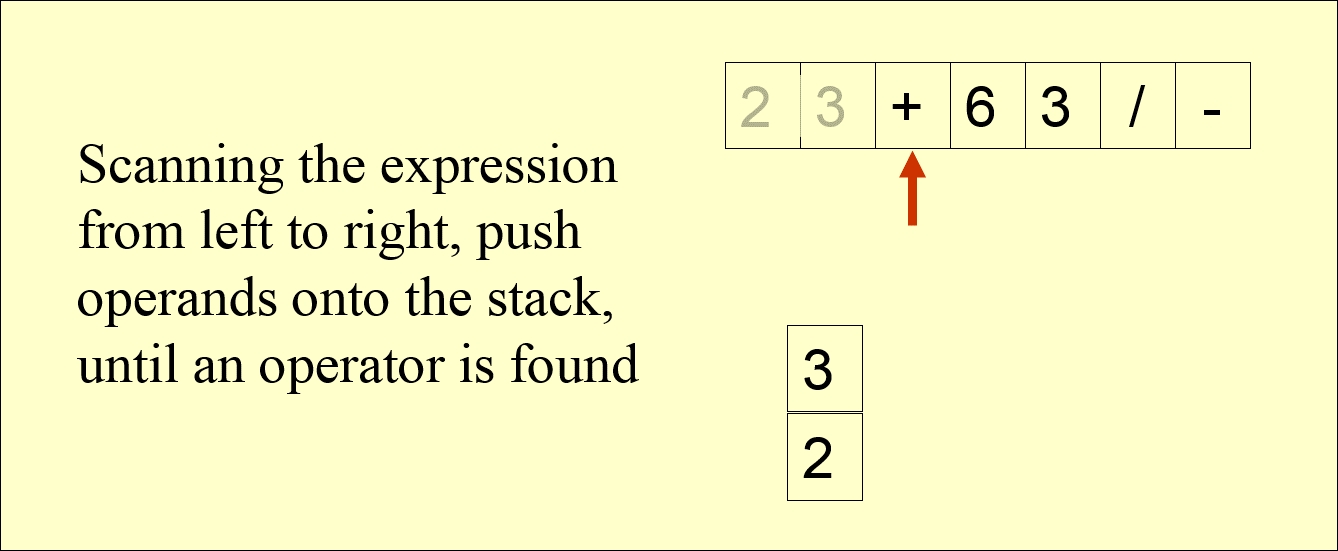 2 3 + 6 3 / -
Scanning the expression
from left to right, push
operands onto the stack,
until an operator is found
3
2